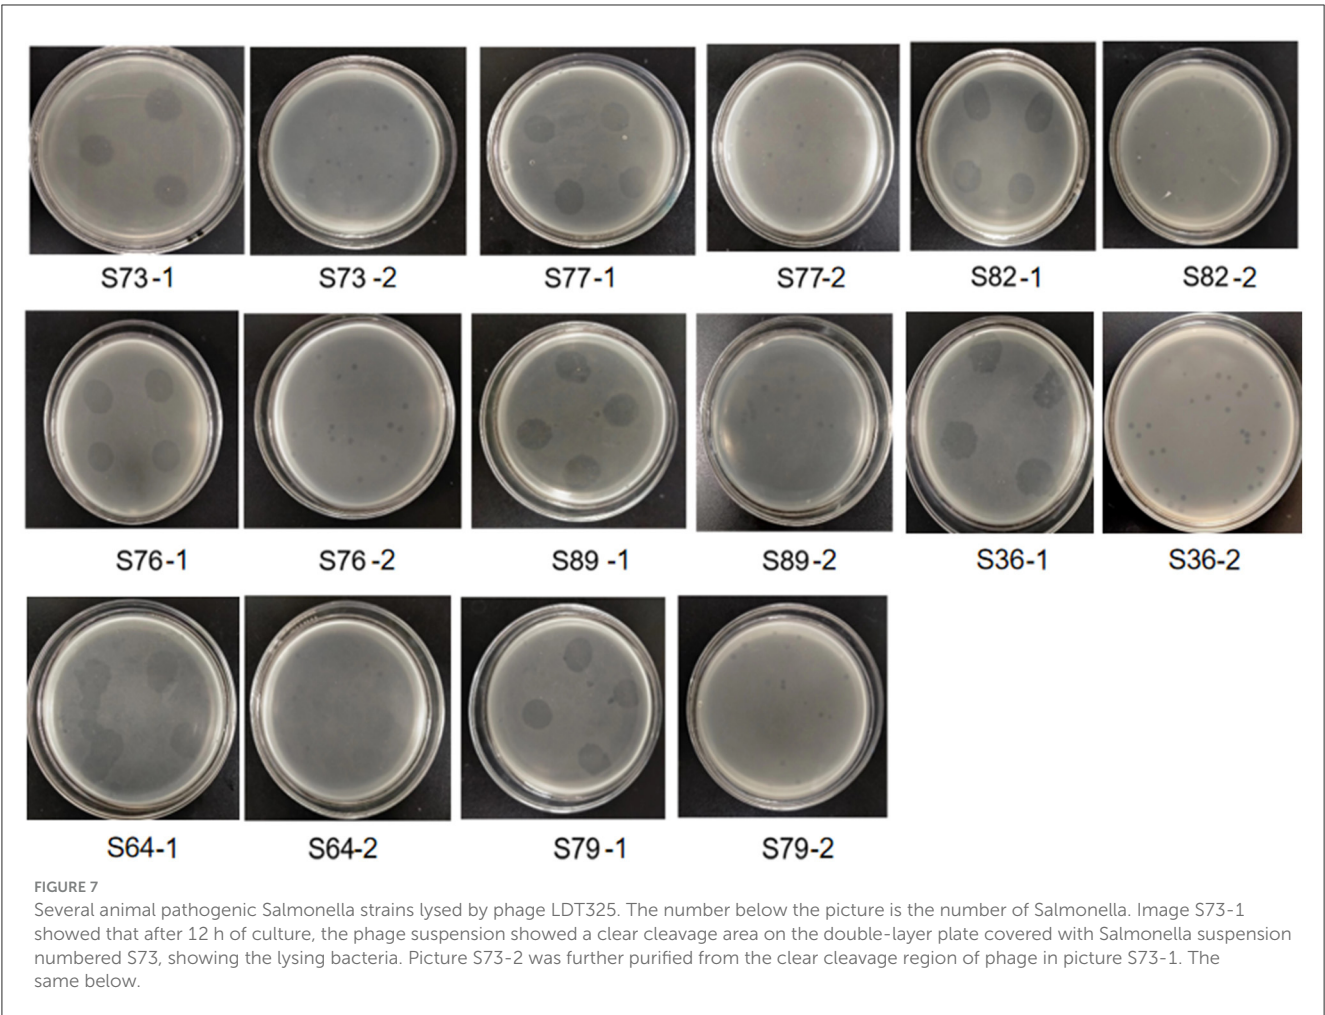 S73-1 S73-2 S77-1 S77-2 S82-1 S82-2
S76-1 S76-2 S89-1 S89-2 S36-1 S36-2
S64-1 S64-2 S79-1 S79-2
FIGURE 7
Several animal pathogenic Salmonella strains lysed by phage LDT325. The number below the picture is the number of Salmonella. Image S73-1
showed that after 12 h of culture, the phage suspension showed a clear cleavage area on the double-layer plate covered with Salmonella suspension
numbered S73, showing the lysing bacteria. Picture S73-2 was further purified from the clear cleavage region of phage in picture S73-1. The
same below.